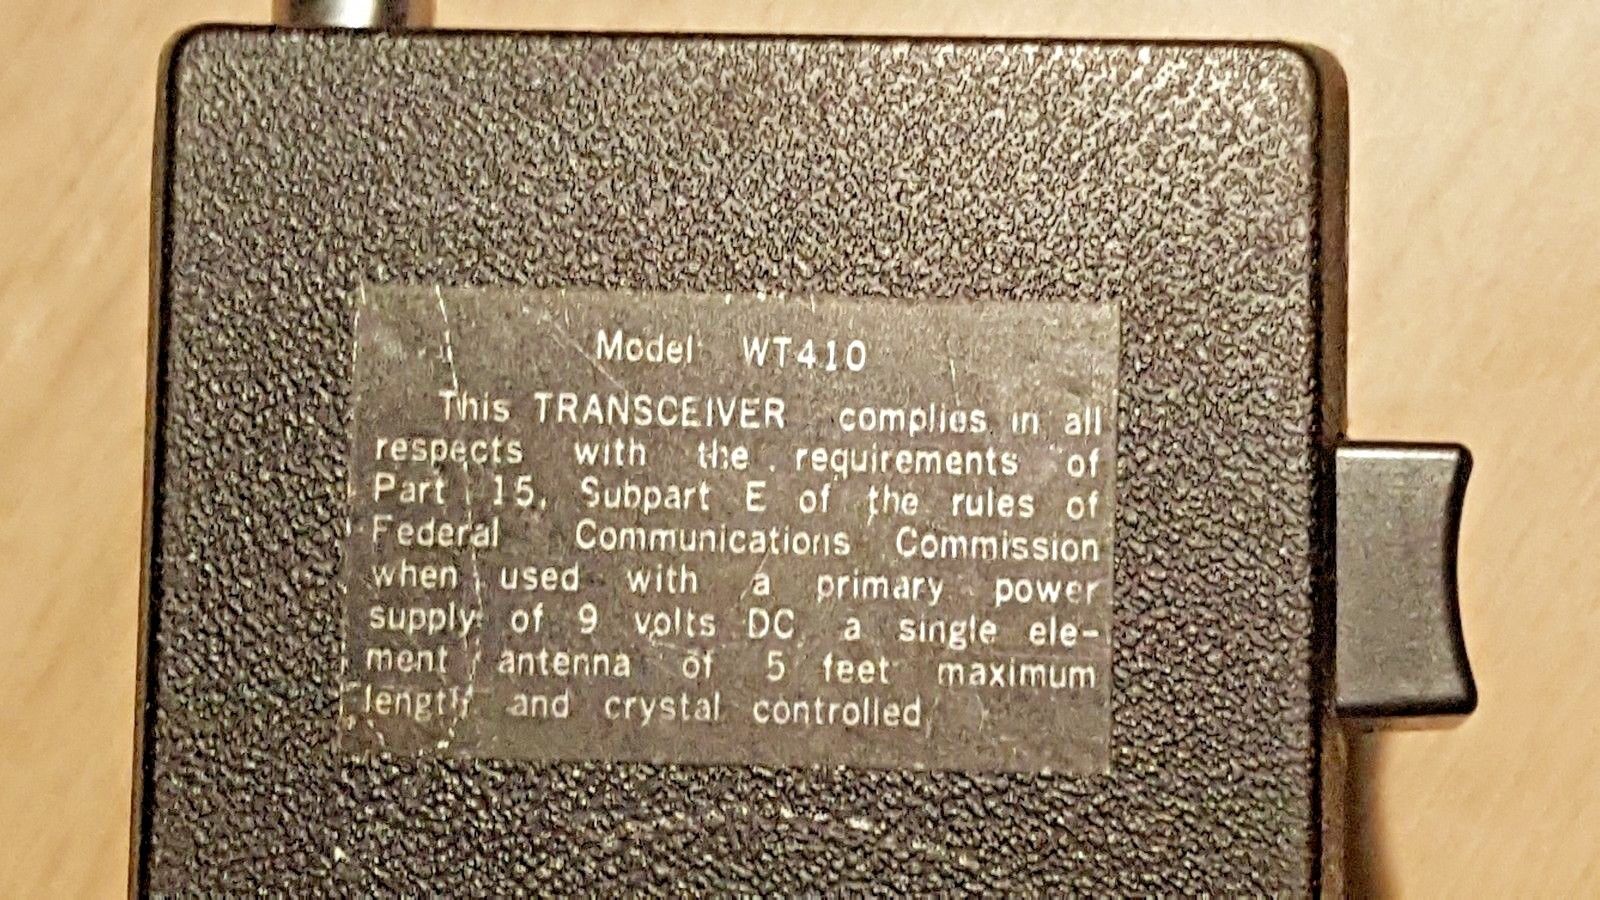 Model WT410
This TRANSCEIVER complies in all
respects with the requirements of
Part 15, Subpart E of the rules of
Federal Communications Commission
when used with a primary power
supply of 9 volts DC, a single ele-
ment antenna of 5 feet maximum
length and crystal controlled